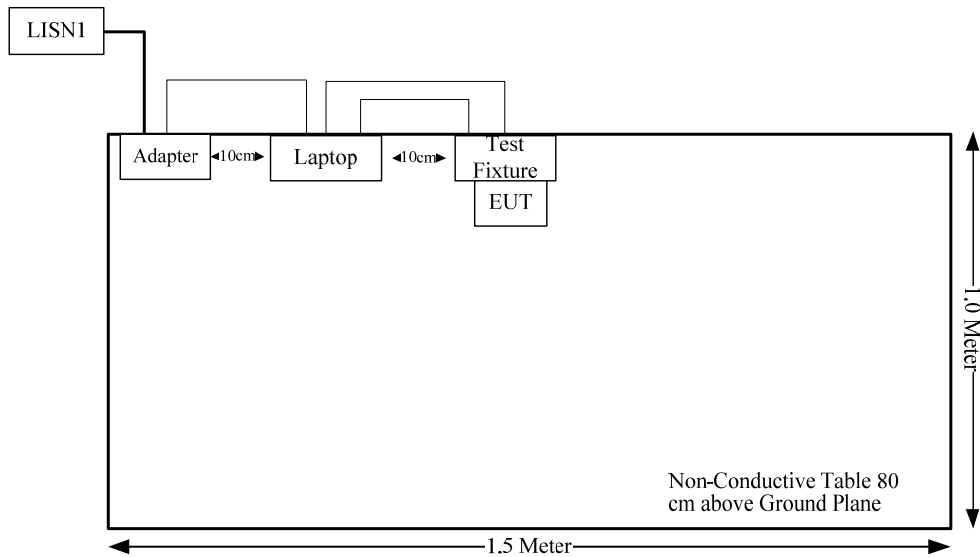 LISN1
Adapter
10cm
Laptop
10cm
Test
Fixture
EUT
1.0 Meter
Non-Conductive Table 80
cm above Ground Plane
1.5 Meter